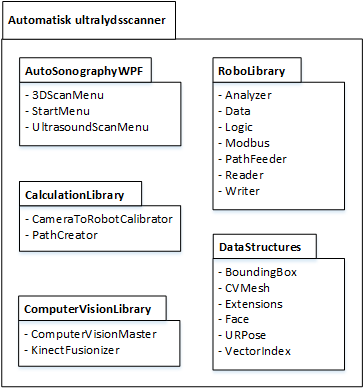 Automatisk ultralydsscanner
AutoSonographyWPF
- 3DScanMenu
- StartMenu
- UltrasoundScanMenu
CalculationLibrary
- CameraToRobotCalibrator
- PathCreator
ComputerVisionLibrary
- ComputerVisionMaster
- KinectFusionizer
RoboLibrary
- Analyzer
- Data
- Logic
- Modbus
- PathFeeder
- Reader
- Writer
DataStructures
- BoundingBox
- CVMesh
- Extensions
- Face
- URPose
- VectorIndex